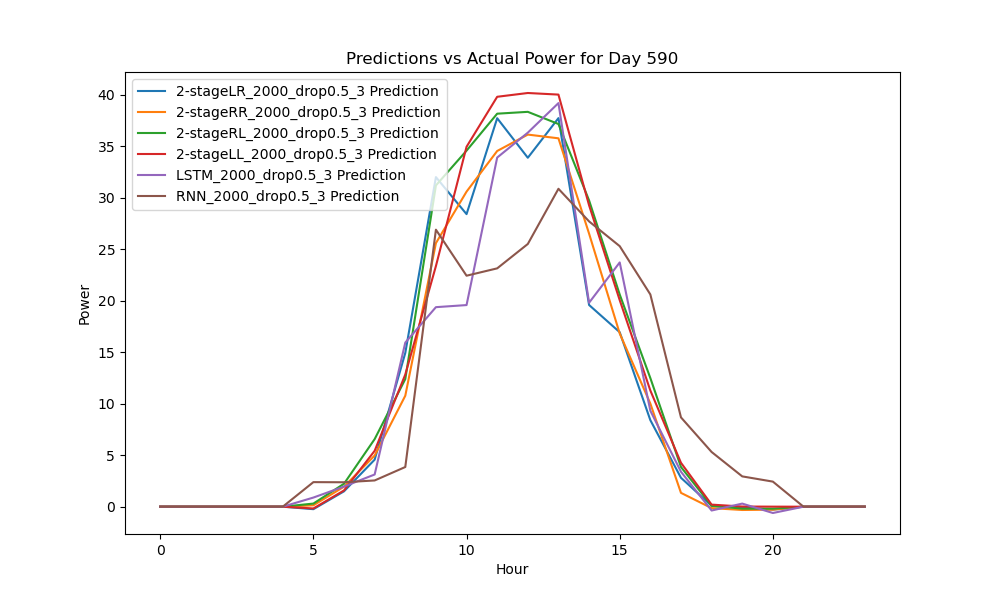 Predictions vs Actual Power for Day 590
2-stageLR_2000_drop0.5_3 Prediction
2-stageRR_2000_drop0.5_3 Prediction
2-stageRL_2000_drop0.5_3 Prediction
2-stageLL_2000_drop0.5_3 Prediction
LSTM_2000_drop0.5_3 Prediction
RNN_2000_drop0.5_3 Prediction
Power
40
35
30
25
20
15
10
5
0
0 5 10 15 20
Hour